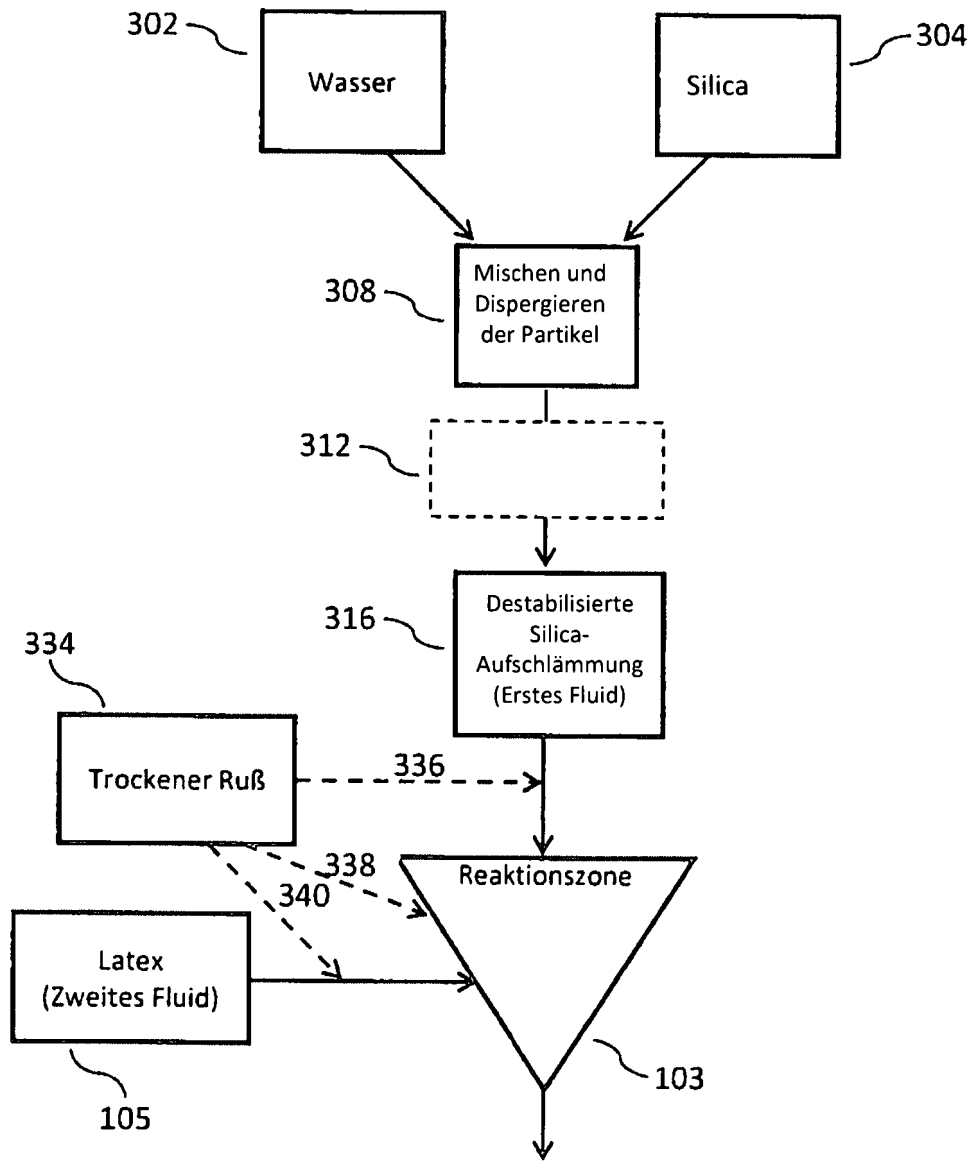 302
304
Wasser
Silica
308
Mischen und
Dispergieren
der Partikel
312
316
Destabilisierte
Silica-
Aufschlämmung
(Erstes Fluid)
334
Trockener Ruß
336
338
340
Reaktionszone
Latex
(Zweites Fluid)
105
103